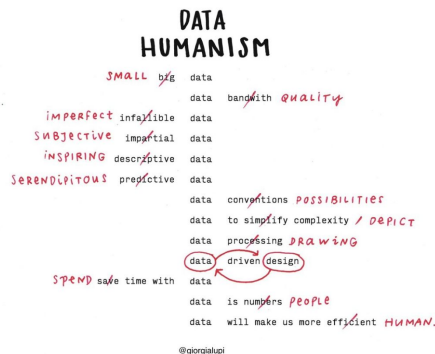 DATA
HUMANISM
SMALL big data
data bandwith QUALITY
IMPERFECT infallible data
SUBJECTIVE impartial data
INSPIRING descriptive data
SERENDIPITOUS predictive data
data conventions POSSIBILITIES
data to simplify complexity / DEPICT
data processing DRAWING
data driven design
SPEND save time with data
data is numbers PEOPLE
data will make us more efficient HUMAN.
@giorgialupi